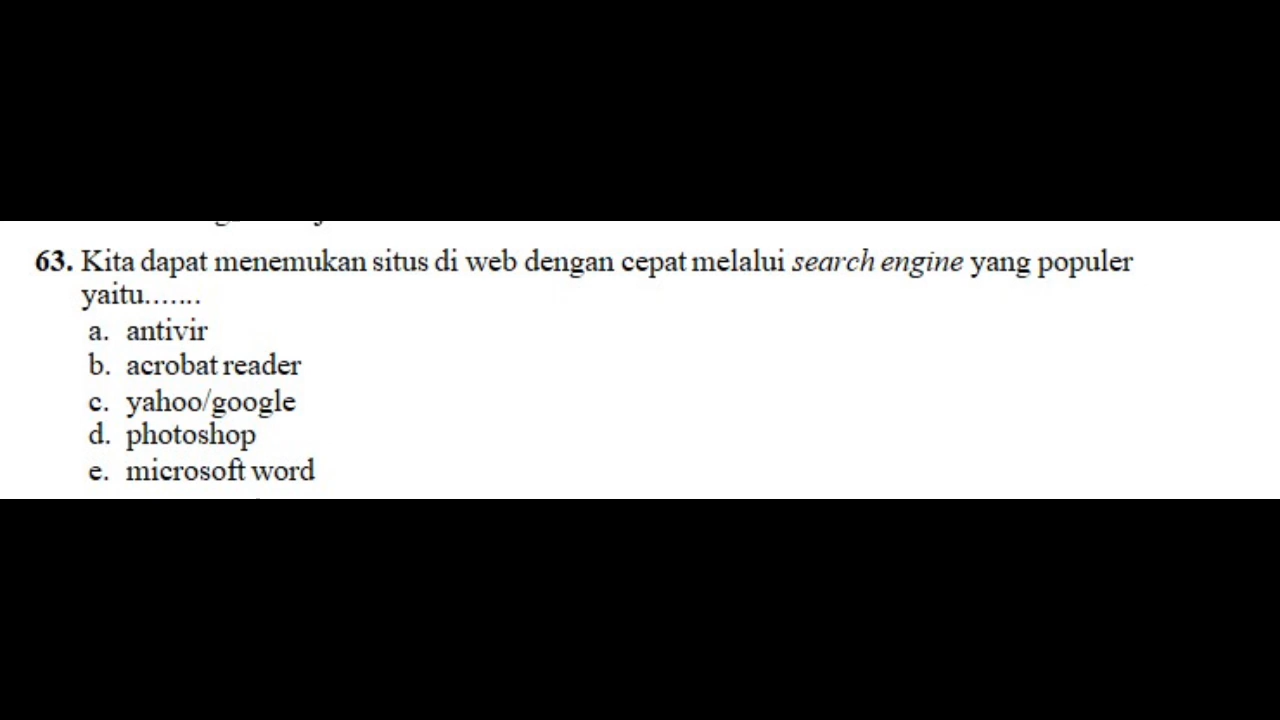 63. Kita dapat menemukan situs di web dengan cepat melalui search engine yang populer
yaitu.......
a. antivir
b. acrobat reader
c. yahoo/google
d. photoshop
e. microsoft word